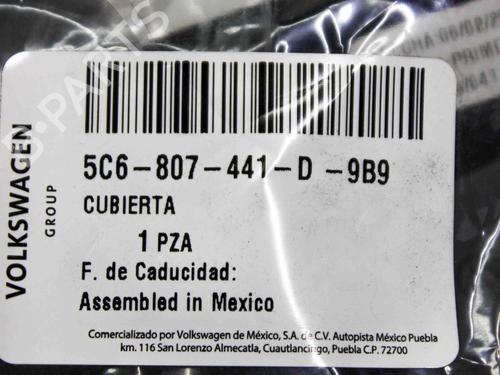 VOLKSWAGEN
GROUP
5C6-807-441-D -9B9
CUBIERTA
1 PZA
F. de Caducidad:
Assembled in Mexico
Comercializado por Volkswagen de México, S.A. de C.V. Autopista México Puebla
km. 116 San Lorenzo Almecatla, Cuautlancingo, Puebla C.P. 72700
B-PARTS